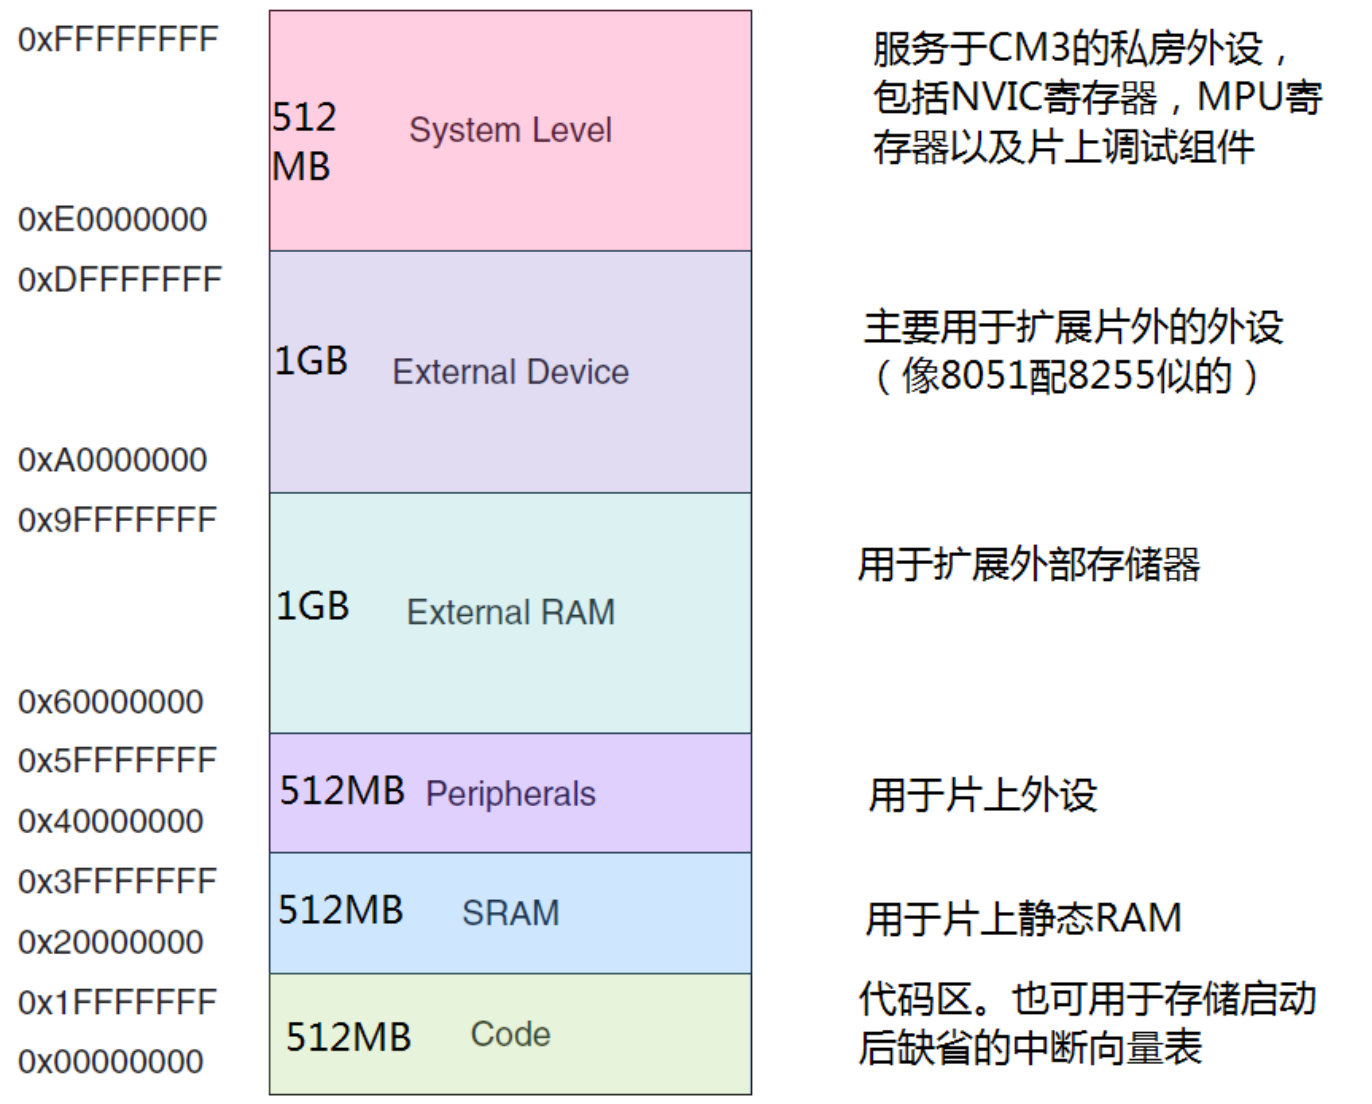 0xFFFFFFFF
512
MB
System Level
服务于CM3的私房外设，
包括NVIC寄存器，MPU寄
存器以及片上调试组件
0xE0000000
0xDFFFFFFF
1GB
External Device
主要用于扩展片外的外设
（像8051配8255似的）
0xA0000000
0x9FFFFFFF
1GB
External RAM
用于扩展外部存储器
0x60000000
0x5FFFFFFF
512MB
Peripherals
用于片上外设
0x40000000
0x3FFFFFFF
512MB
SRAM
用于片上静态RAM
0x20000000
0x1FFFFFFF
512MB
Code
代码区。也可用于存储启动
后缺省的中断向量表
0x00000000